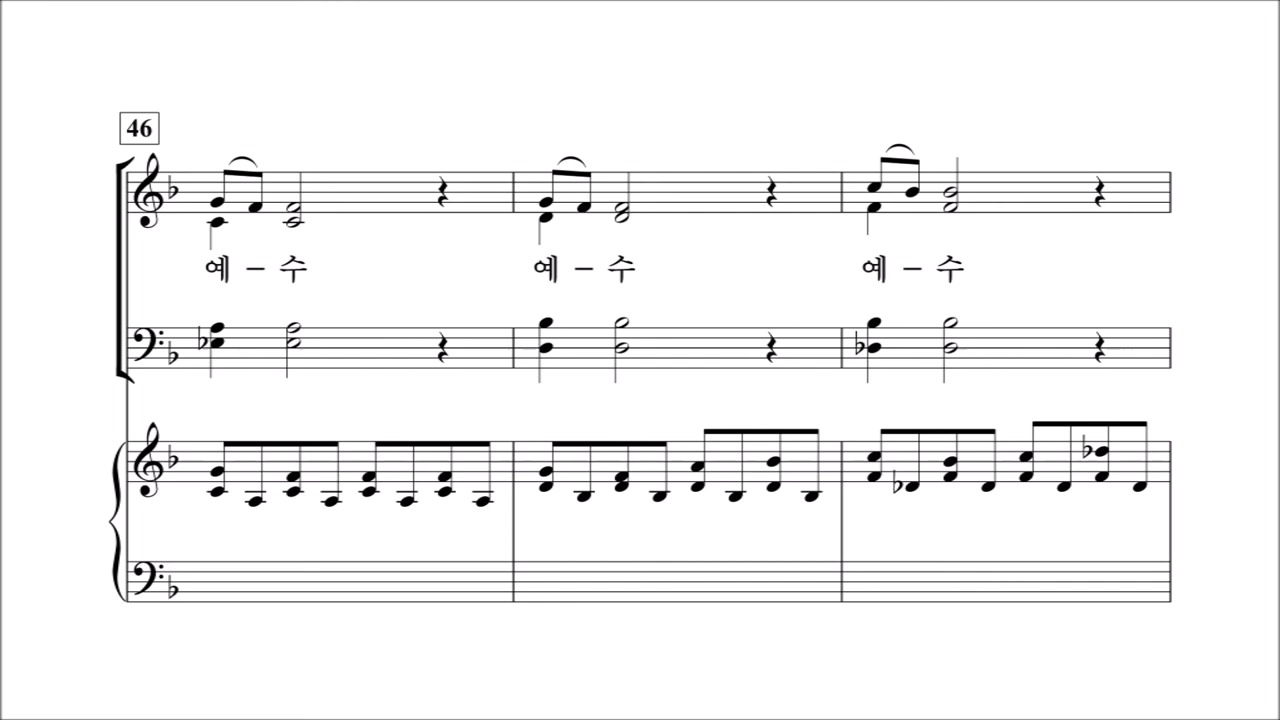 46
예 – 수 예 – 수 예 – 수